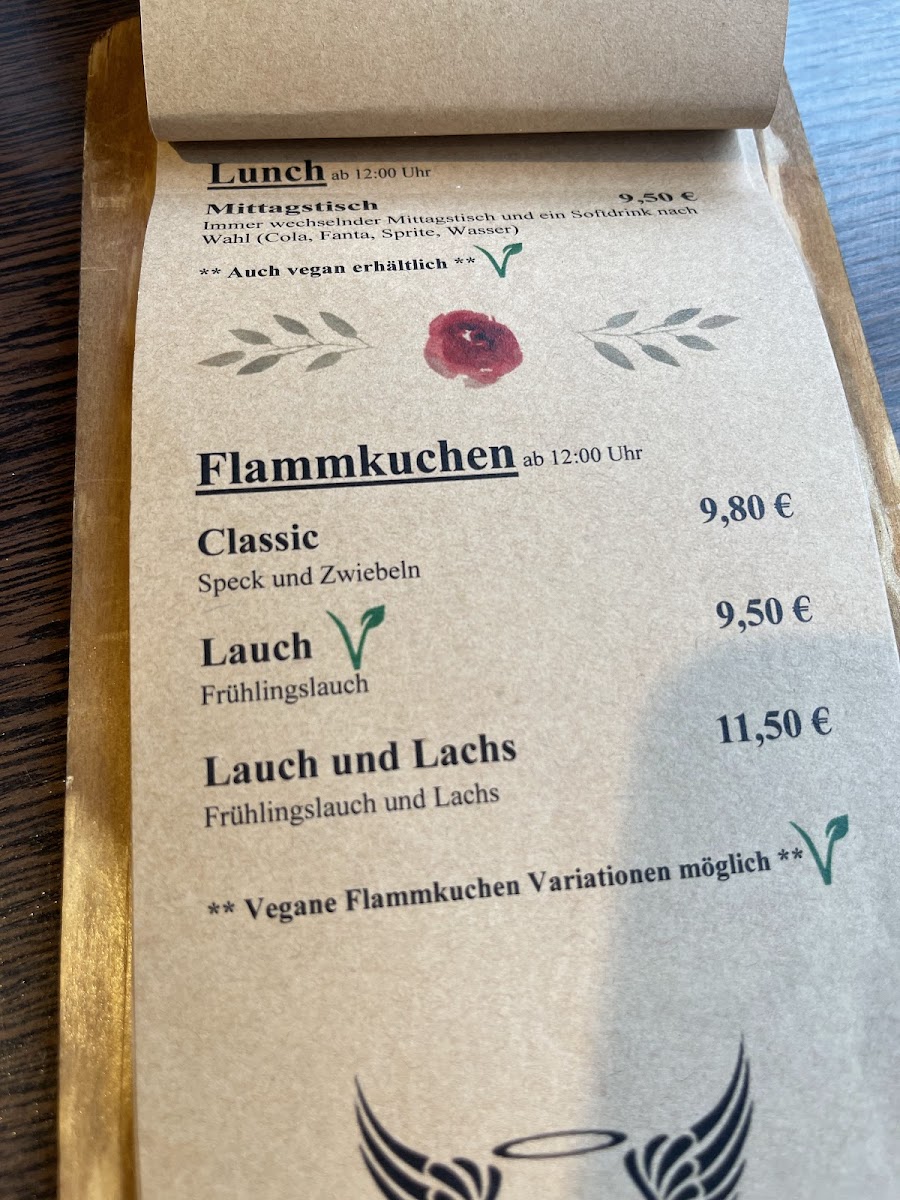 Lunch ab 12:00 Uhr
Mittagstisch 9,50 €
Immer wechselnder Mittagstisch und ein Softdrink nach
Wahl (Cola, Fanta, Sprite, Wasser)
** Auch vegan erhältlich **
Flammkuchen ab 12:00 Uhr
Classic 9,80 €
Speck und Zwiebeln
Lauch 9,50 €
Frühlingslauch
Lauch und Lachs 11,50 €
Frühlingslauch und Lachs
** Vegane Flammkuchen Variationen möglich **